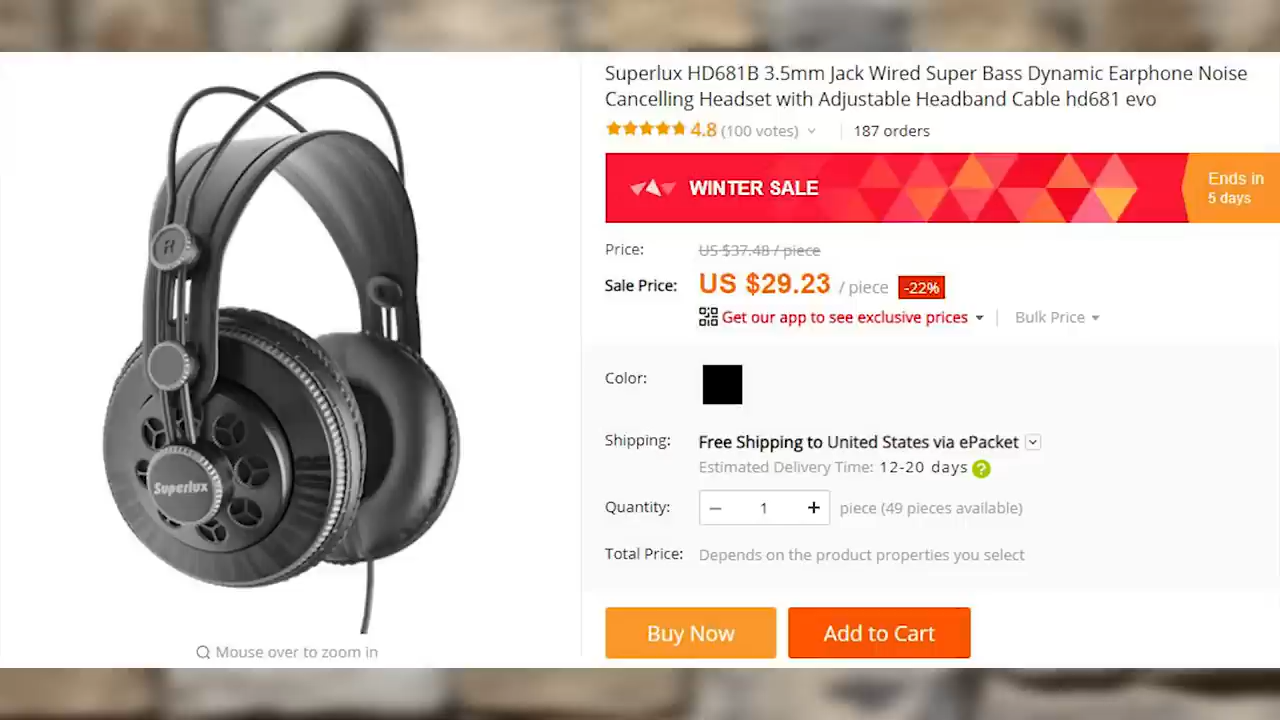 Superlux HD681B 3.5mm Jack Wired Super Bass Dynamic Earphone Noise
Cancelling Headset with Adjustable Headband Cable hd681 evo
4.8 (100 votes) 187 orders
WINTER SALE
Ends in
5 days
Price: US $37.48 / piece
Sale Price: US $29.23 / piece -22%
Get our app to see exclusive prices Bulk Price
Color:
Shipping: Free Shipping to United States via ePacket
Estimated Delivery Time: 12-20 days ?
Quantity: 1 piece (49 pieces available)
Total Price: Depends on the product properties you select
Buy Now Add to Cart
R
Superlux
Mouse over to zoom in